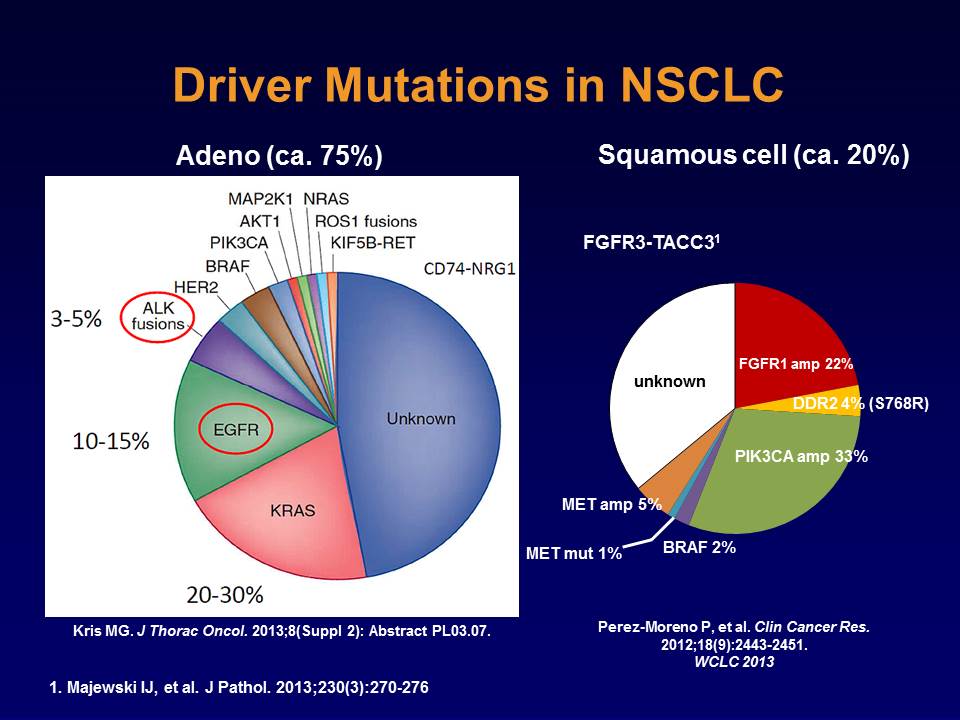 Driver Mutations in NSCLC
Adeno (ca. 75%)
Squamous cell (ca. 20%)
MAP2K1 NRAS
AKT1 ROS1 fusions
PIK3CA KIF5B-RET
BRAF CD74-NRG1
HER2
3-5% ALK
fusions
10-15% EGFR
Unknown
KRAS
20-30%
Kris MG. J Thorac Oncol. 2013;8(Suppl 2): Abstract PL03.07.
FGFR3-TACC3¹
unknown
FGFR1 amp 22%
DDR2 4% (S768R)
PIK3CA amp 33%
MET amp 5%
MET mut 1%
BRAF 2%
Perez-Moreno P, et al. Clin Cancer Res.
2012;18(9):2443-2451.
WCLC 2013
1. Majewski IJ, et al. J Pathol. 2013;230(3):270-276